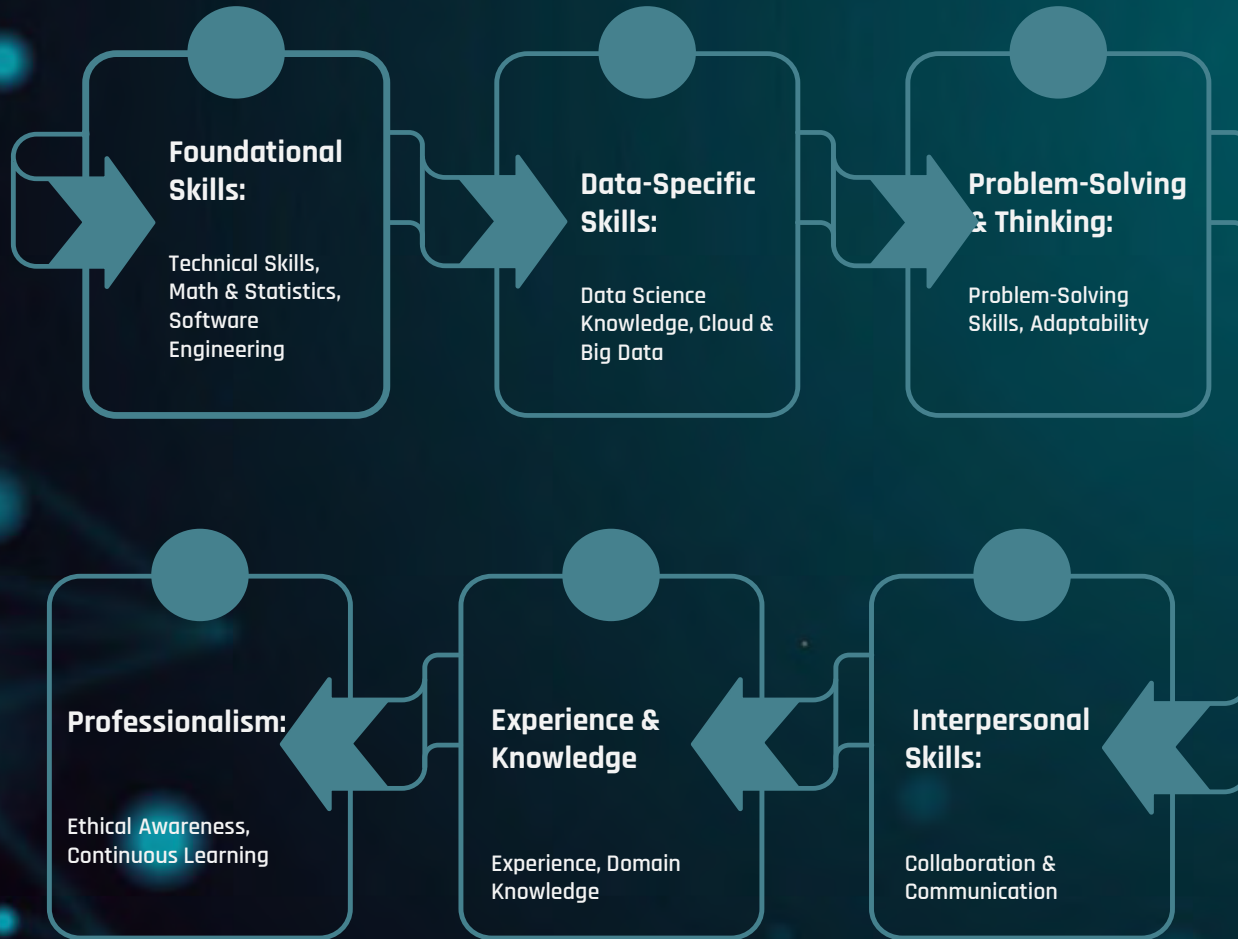 Foundational
Skills:
Technical Skills,
Math & Statistics,
Software
Engineering
Data-Specific
Skills:
Data Science
Knowledge, Cloud &
Big Data
Problem-Solving
& Thinking:
Problem-Solving
Skills, Adaptability
Professionalism:
Ethical Awareness,
Continuous Learning
Experience &
Knowledge
Experience, Domain
Knowledge
Interpersonal
Skills:
Collaboration &
Communication